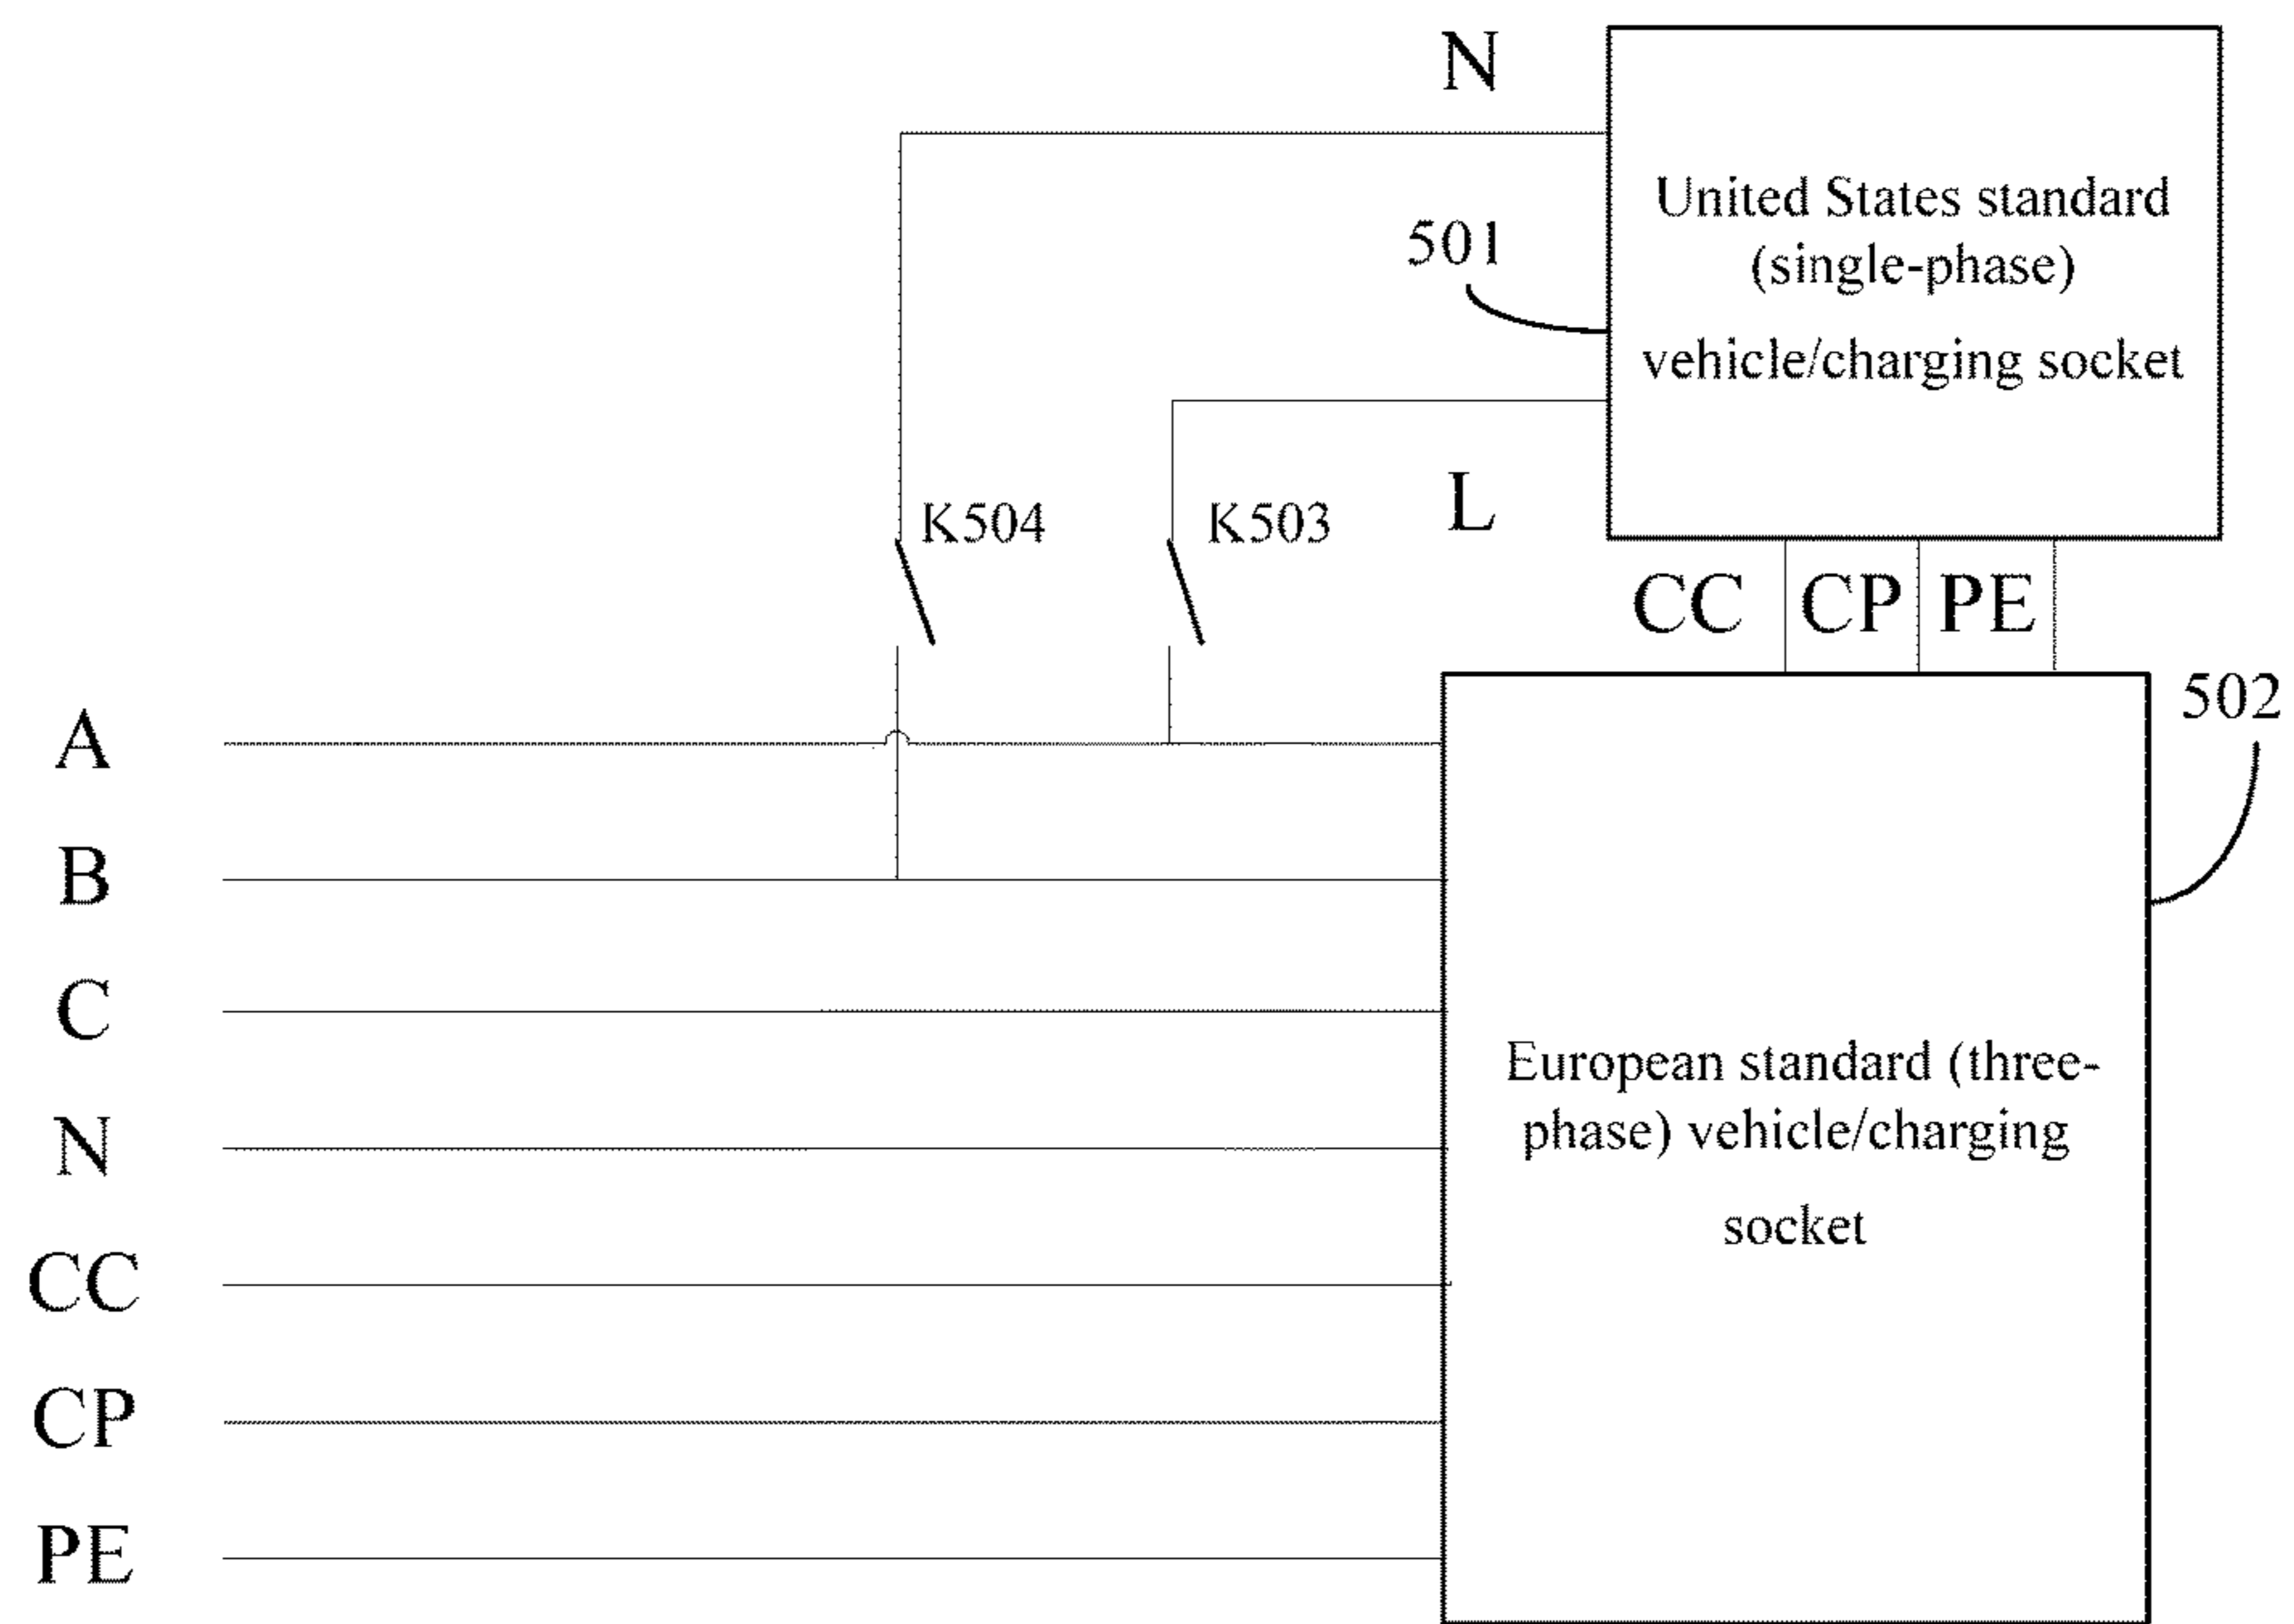 N
United States standard
(single-phase)
vehicle/charging socket
501
K504
K503
L
CC CP PE
502
A
B
C
N
CC
CP
PE
European standard (three-
phase) vehicle/charging
socket